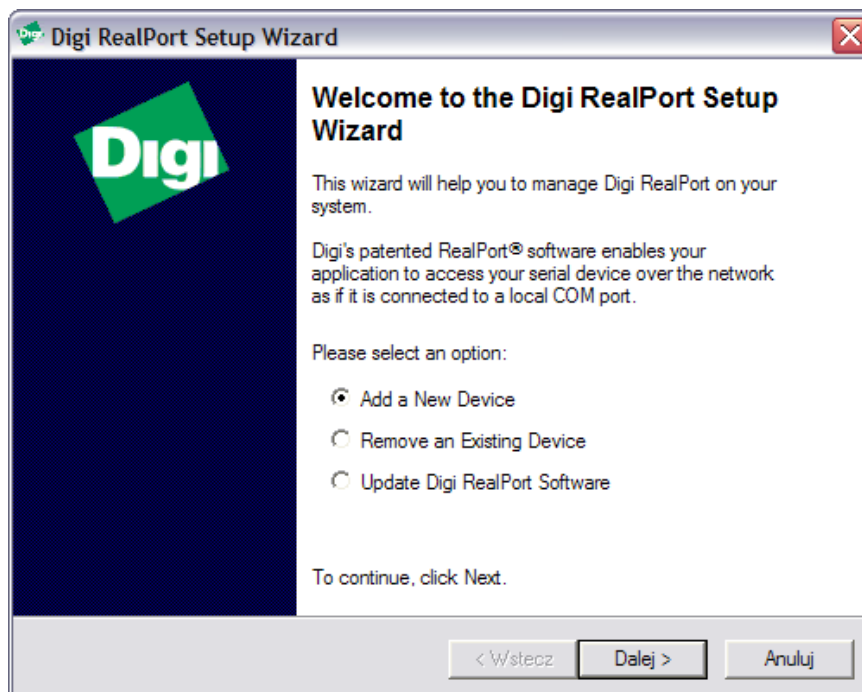 Digi RealPort Setup Wizard
Digi
Welcome to the Digi RealPort Setup
Wizard
This wizard will help you to manage Digi RealPort on your
system.
Digi's patented RealPort® software enables your
application to access your serial device over the network
as if it is connected to a local COM port.
Please select an option:
Add a New Device
Remove an Existing Device
Update Digi RealPort Software
To continue, click Next.
< Wstecz
Dalej >
Anuluj